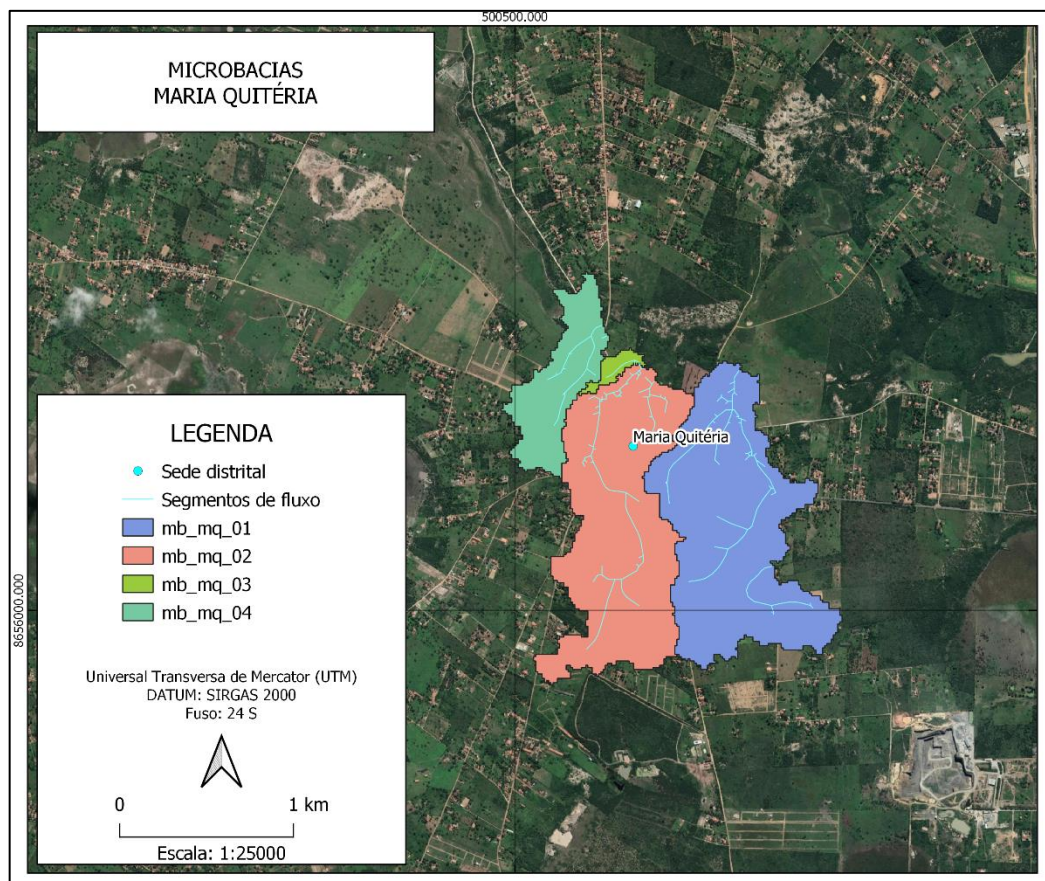 500500.000
MICROBACIAS
MARIA QUITÉRIA
Maria Quitéria
LEGENDA
Sede distrital
Segmentos de fluxo
mb_mq_01
mb_mq_02
mb_mq_03
mb_mq_04
8656000.000
Universal Transversa de Mercator (UTM)
DATUM: SIRGAS 2000
Fuso: 24 S
0 1 km
Escala: 1:25000